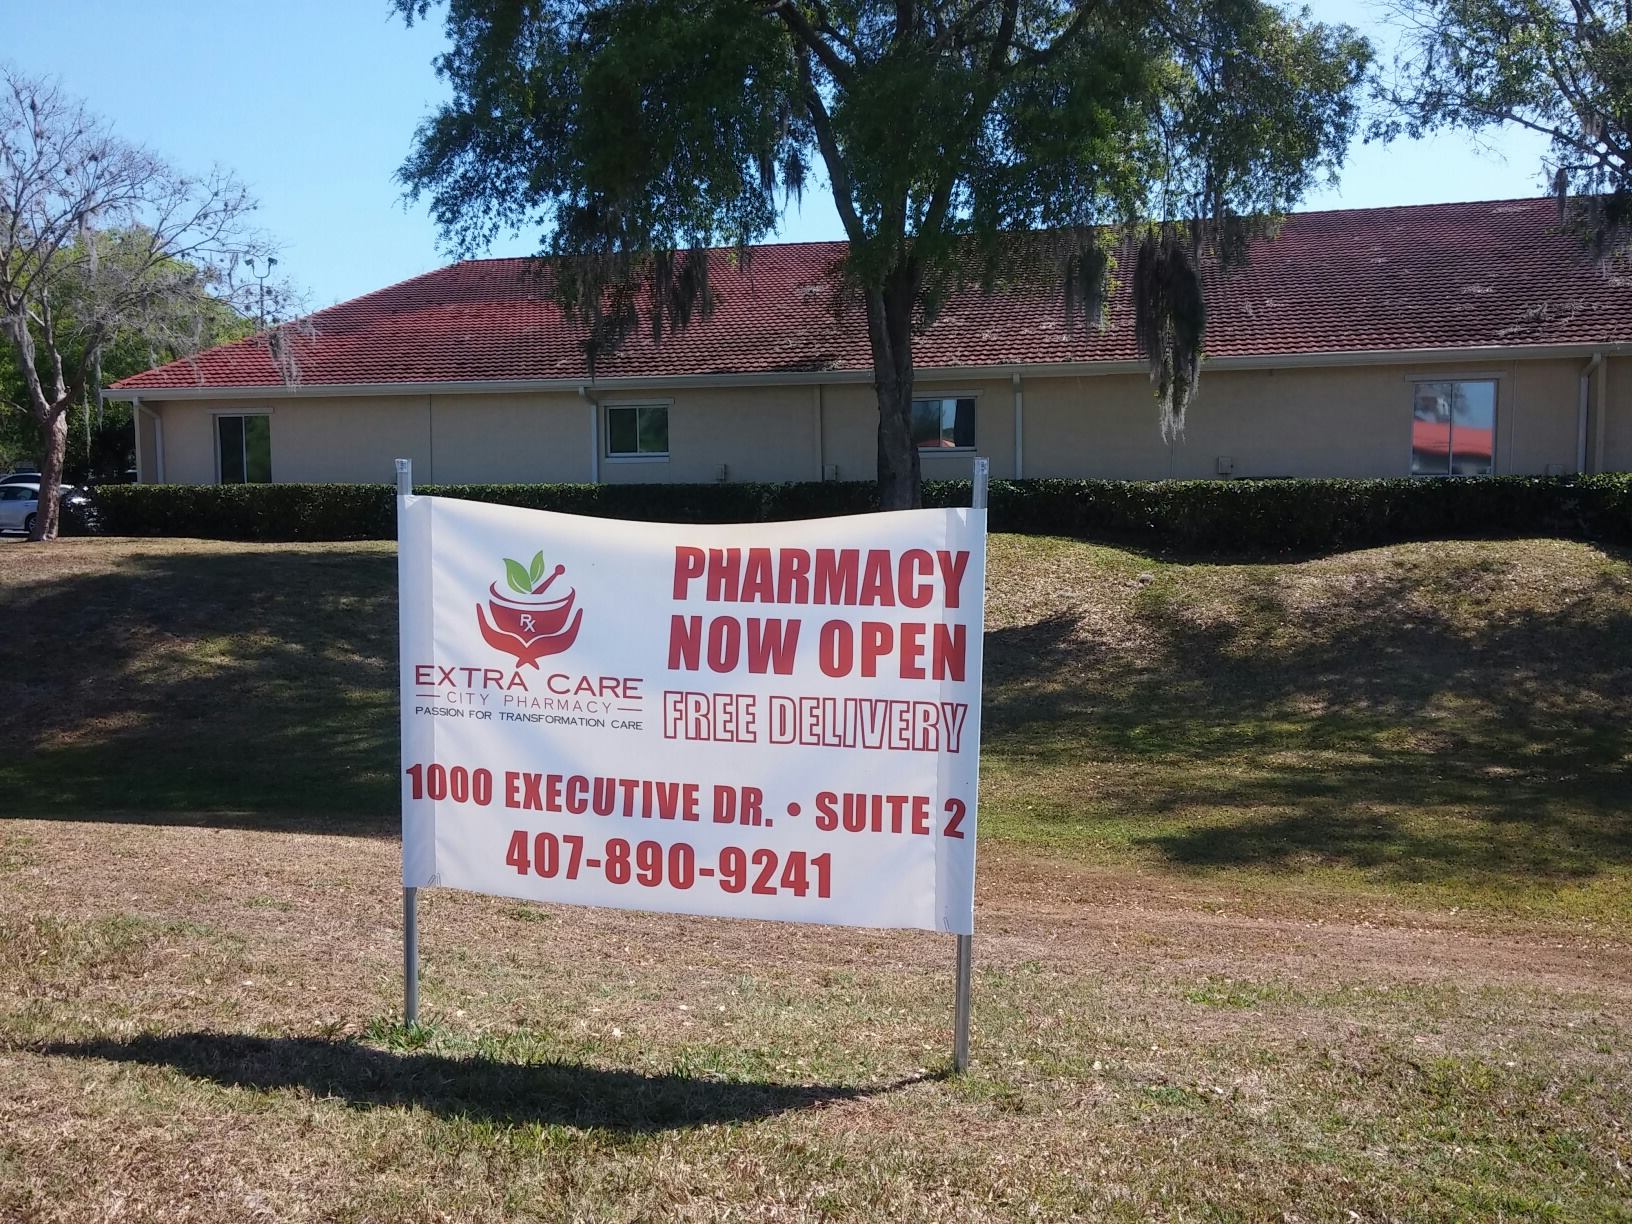 RX
EXTRA CARE
CITY PHARMACY
PASSION FOR TRANSFORMATION CARE
PHARMACY
NOW OPEN
FREE DELIVERY
1000 EXECUTIVE DR. • SUITE 2
407-890-9241